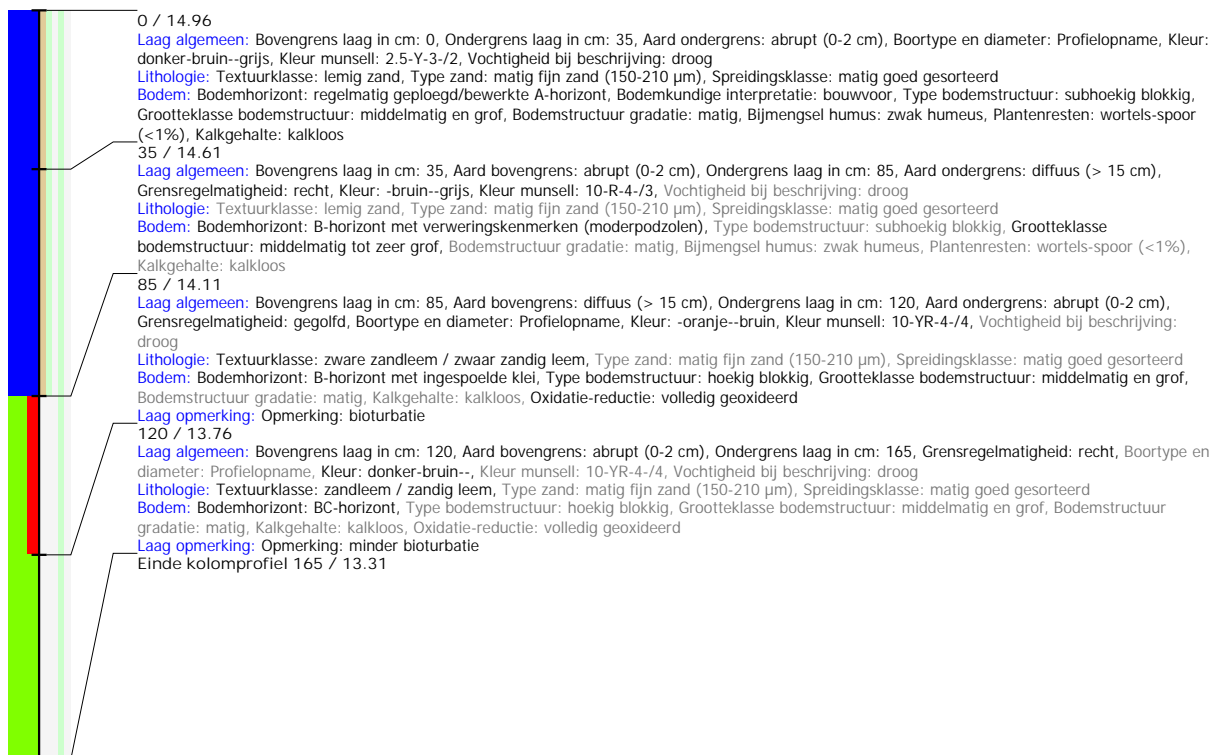 0 / 14.96
Laag algemeen: Bovengrens laag in cm: 0, Ondergrens laag in cm: 35, Aard ondergrens: abrupt (0-2 cm), Boortype en diameter: Profielopname, Kleur:
donker-bruin--grijs, Kleur munsell: 2.5-Y-3-/2, Vochtigheid bij beschrijving: droog
Lithologie: Textuurklasse: lemig zand, Type zand: matig fijn zand (150-210 µm), Spreidingsklasse: matig goed gesorteerd
Bodem: Bodemhorizont: regelmatig geploegd/bewerkte A-horizont, Bodemkundige interpretatie: bouwvoor, Type bodemstructuur: subhoekig blokkig,
Grootteklasse bodemstructuur: middelmatig en grof, Bodemstructuur gradatie: matig, Bijmengsel humus: zwak humeus, Plantenresten: wortels-spoor
(<1%), Kalkgehalte: kalkloos
35 / 14.61
Laag algemeen: Bovengrens laag in cm: 35, Aard bovengrens: abrupt (0-2 cm), Ondergrens laag in cm: 85, Aard ondergrens: diffuus (> 15 cm),
Grensregelmatigheid: recht, Kleur: -bruin--grijs, Kleur munsell: 10-R-4-/3, Vochtigheid bij beschrijving: droog
Lithologie: Textuurklasse: lemig zand, Type zand: matig fijn zand (150-210 µm), Spreidingsklasse: matig goed gesorteerd
Bodem: Bodemhorizont: B-horizont met verweringskenmerken (moderpodzolen), Type bodemstructuur: subhoekig blokkig, Grootteklasse
bodemstructuur: middelmatig tot zeer grof, Bodemstructuur gradatie: matig, Bijmengsel humus: zwak humeus, Plantenresten: wortels-spoor (<1%),
Kalkgehalte: kalkloos
85 / 14.11
Laag algemeen: Bovengrens laag in cm: 85, Aard bovengrens: diffuus (> 15 cm), Ondergrens laag in cm: 120, Aard ondergrens: abrupt (0-2 cm),
Grensregelmatigheid: gegolfd, Boortype en diameter: Profielopname, Kleur: -oranje--bruin, Kleur munsell: 10-YR-4-/4, Vochtigheid bij beschrijving:
droog
Lithologie: Textuurklasse: zware zandleem / zwaar zandig leem, Type zand: matig fijn zand (150-210 µm), Spreidingsklasse: matig goed gesorteerd
Bodem: Bodemhorizont: B-horizont met ingespoelde klei, Type bodemstructuur: hoekig blokkig, Grootteklasse bodemstructuur: middelmatig en grof,
Bodemstructuur gradatie: matig, Kalkgehalte: kalkloos, Oxidatie-reductie: volledig geoxideerd
Laag opmerking: Opmerking: bioturbatie
120 / 13.76
Laag algemeen: Bovengrens laag in cm: 120, Aard bovengrens: abrupt (0-2 cm), Ondergrens laag in cm: 165, Grensregelmatigheid: recht, Boortype en
diameter: Profielopname, Kleur: donker-bruin--, Kleur munsell: 10-YR-4-/4, Vochtigheid bij beschrijving: droog
Lithologie: Textuurklasse: zandleem / zandig leem, Type zand: matig fijn zand (150-210 µm), Spreidingsklasse: matig goed gesorteerd
Bodem: Bodemhorizont: BC-horizont, Type bodemstructuur: hoekig blokkig, Grootteklasse bodemstructuur: middelmatig en grof, Bodemstructuur
gradatie: matig, Kalkgehalte: kalkloos, Oxidatie-reductie: volledig geoxideerd
Laag opmerking: Opmerking: minder bioturbatie
Einde kolomprofiel 165 / 13.31